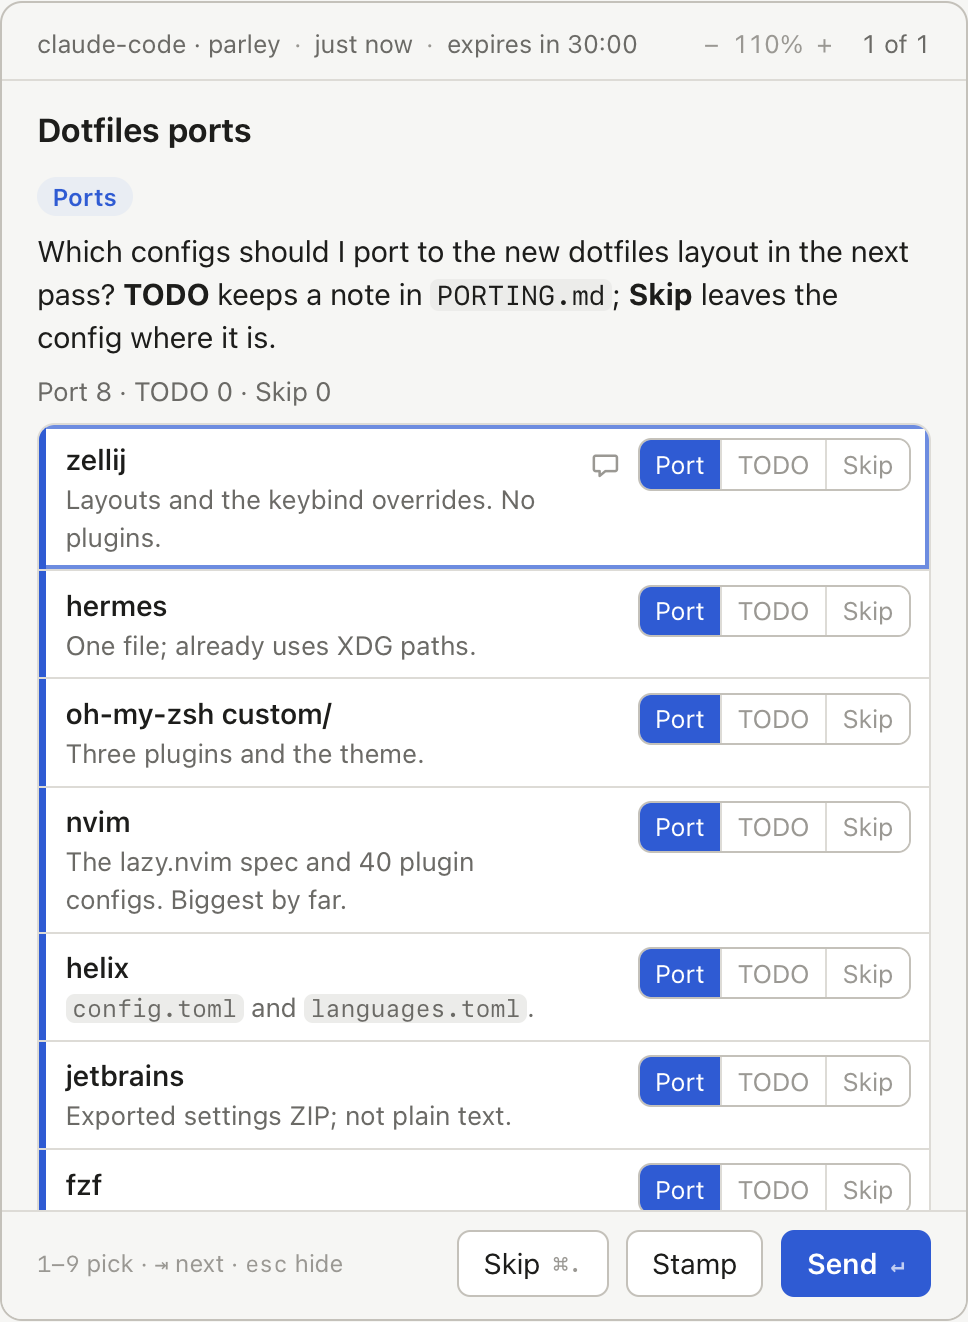 claude-code · parley · just now · expires in 30:00 − 110% + 1 of 1
Dotfiles ports
Ports
Which configs should I port to the new dotfiles layout in the next
pass? TODO keeps a note in PORTING.md; Skip leaves the
config where it is.
Port 8 · TODO 0 · Skip 0
zellij Port TODO Skip
Layouts and the keybind overrides. No
plugins.
hermes Port TODO Skip
One file; already uses XDG paths.
oh-my-zsh custom/ Port TODO Skip
Three plugins and the theme.
nvim Port TODO Skip
The lazy.nvim spec and 40 plugin
configs. Biggest by far.
helix Port TODO Skip
config.toml and languages.toml.
jetbrains Port TODO Skip
Exported settings ZIP; not plain text.
fzf Port TODO Skip
1–9 pick · ⇥ next · esc hide Skip ⌘. Stamp Send ↵